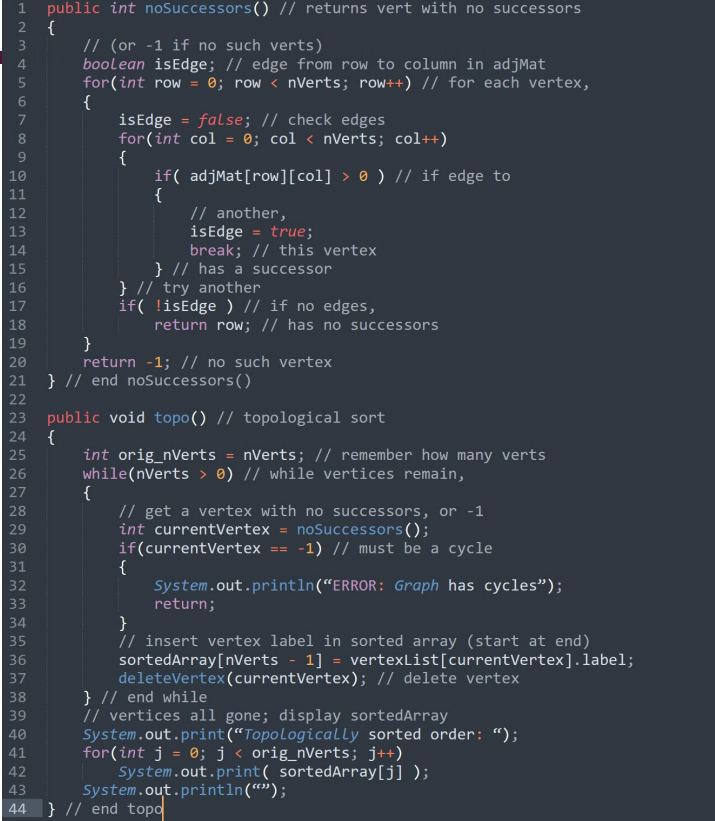 1 public int noSuccessors() // returns vert with no successors
2 {
3 // (or -1 if no such verts)
4 boolean isEdge; // edge from row to column in adjMat
5 for(int row = 0; row < nVerts; row++) // for each vertex,
6 {
7 isEdge = false; // check edges
8 for(int col = 0; col < nVerts; col++)
9 {
10 if( adjMat[row][col] > 0 ) // if edge to
11 {
12 // another,
13 isEdge = true;
14 break; // this vertex
15 } // has a successor
16 } // try another
17 if( !isEdge ) // if no edges,
18 return row; // has no successors
19 }
20 return -1; // no such vertex
21 } // end noSuccessors()
22
23 public void topo() // topological sort
24 {
25 int orig_nVerts = nVerts; // remember how many verts
26 while(nVerts > 0) // while vertices remain,
27 {
28 // get a vertex with no successors, or -1
29 int currentVertex = noSuccessors();
30 if(currentVertex == -1) // must be a cycle
31 {
32 System.out.println(“ERROR: Graph has cycles”);
33 return;
34 }
35 // insert vertex label in sorted array (start at end)
36 sortedArray[nVerts - 1] = vertexList[currentVertex].label;
37 deleteVertex(currentVertex); // delete vertex
38 } // end while
39 // vertices all gone; display sortedArray
40 System.out.print(“Topologically sorted order: “);
41 for(int j = 0; j < orig_nVerts; j++)
42 System.out.print( sortedArray[j] );
43 System.out.println(“”);
44 } // end topo